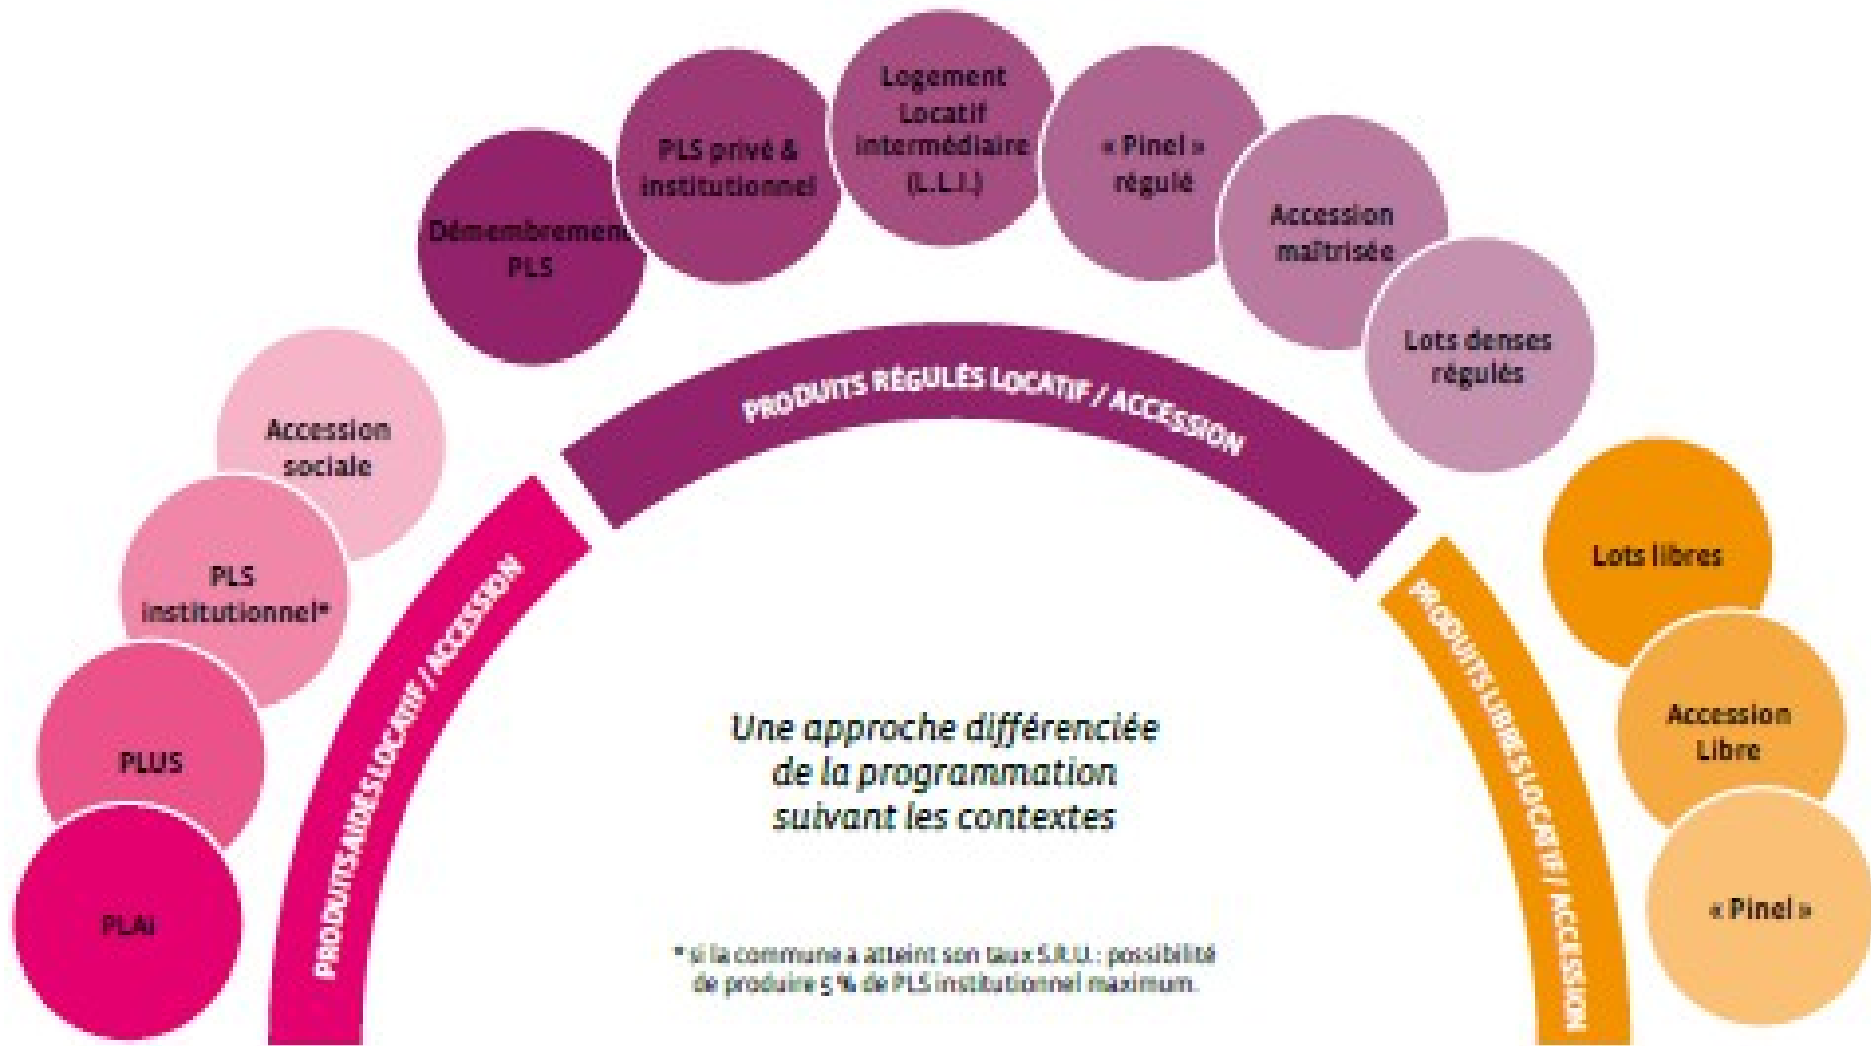 Logement
Locatif
intermédiaire
(L.L.I.)
PLS privé &
institutionnel
« Pinel »
régulé
Démembrement
PLS
Accession
maîtrisée
Lots denses
régulés
Accession
sociale
PRODUITS RÉGULÉS LOCATIF / ACCESSION
PLS
institutionnel*
Lots libres
PRODUITS AIDÉS LOCATIF / ACCESSION
PRODUITS LIBRES LOCATIF / ACCESSION
PLUS
Accession
Libre
PLAi
« Pinel »
Une approche différenciée
de la programmation
suivant les contextes
* si la commune a atteint son taux S.R.U. : possibilité
de produire 5 % de PLS institutionnel maximum.